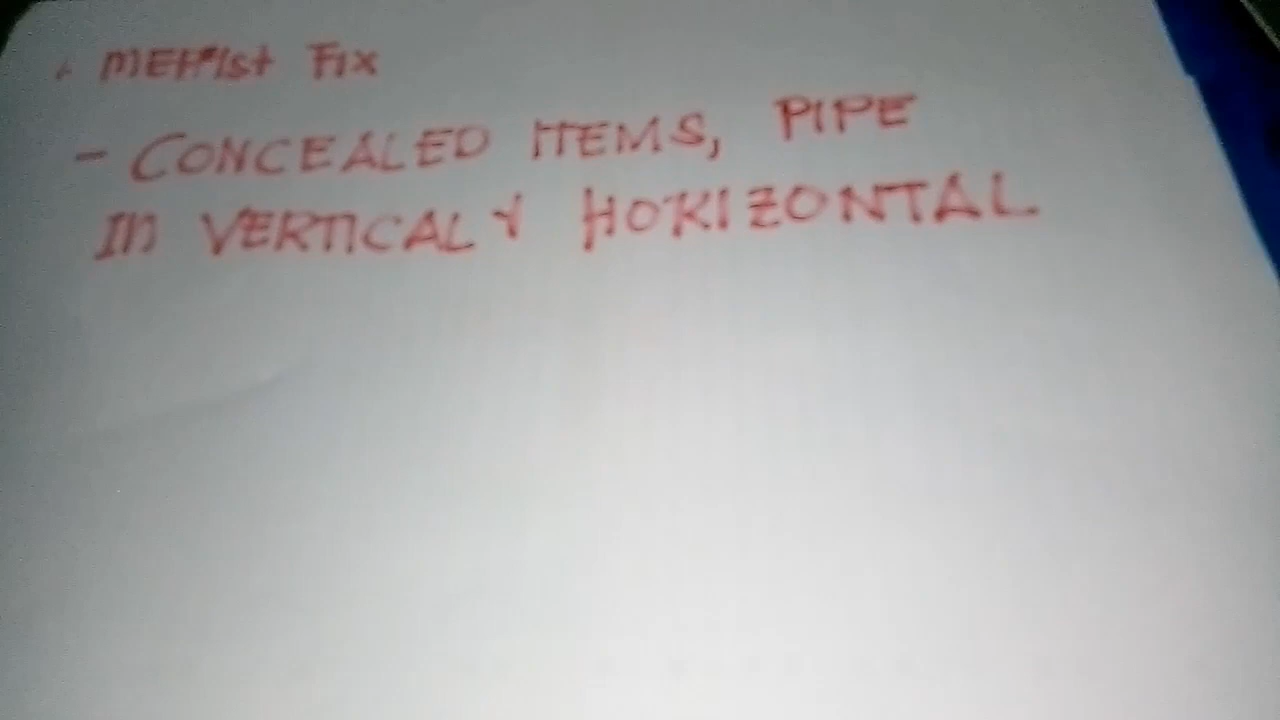 MEP 1st FIX
- CONCEALED ITEMS, PIPE
IN VERTICAL & HORIZONTAL